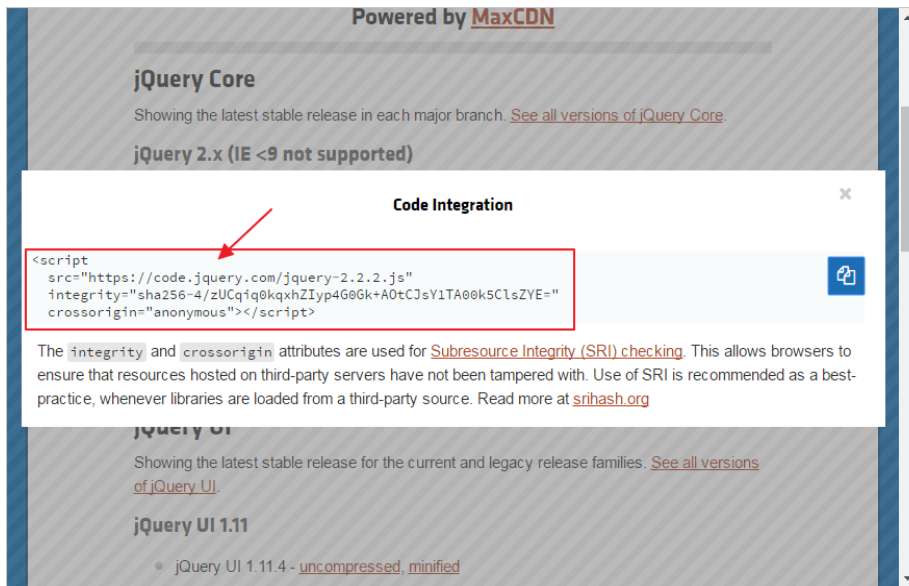 Powered by MaxCDN
jQuery Core
Showing the latest stable release in each major branch. See all versions of jQuery Core.
jQuery 2.x (IE <9 not supported)
Code Integration
×
<script
src="https://code.jquery.com/jquery-2.2.2.js"
integrity="sha256-4/zUCqiq0kqxhZIyp4G0Gk+AOtCJsY1TA00k5ClsZYE="
crossorigin="anonymous"></script>
The integrity and crossorigin attributes are used for Subresource Integrity (SRI) checking. This allows browsers to
ensure that resources hosted on third-party servers have not been tampered with. Use of SRI is recommended as a best-
practice, whenever libraries are loaded from a third-party source. Read more at srihash.org
jQuery UI
Showing the latest stable release for the current and legacy release families. See all versions
of jQuery UI.
jQuery UI 1.11
jQuery UI 1.11.4 - uncompressed, minified